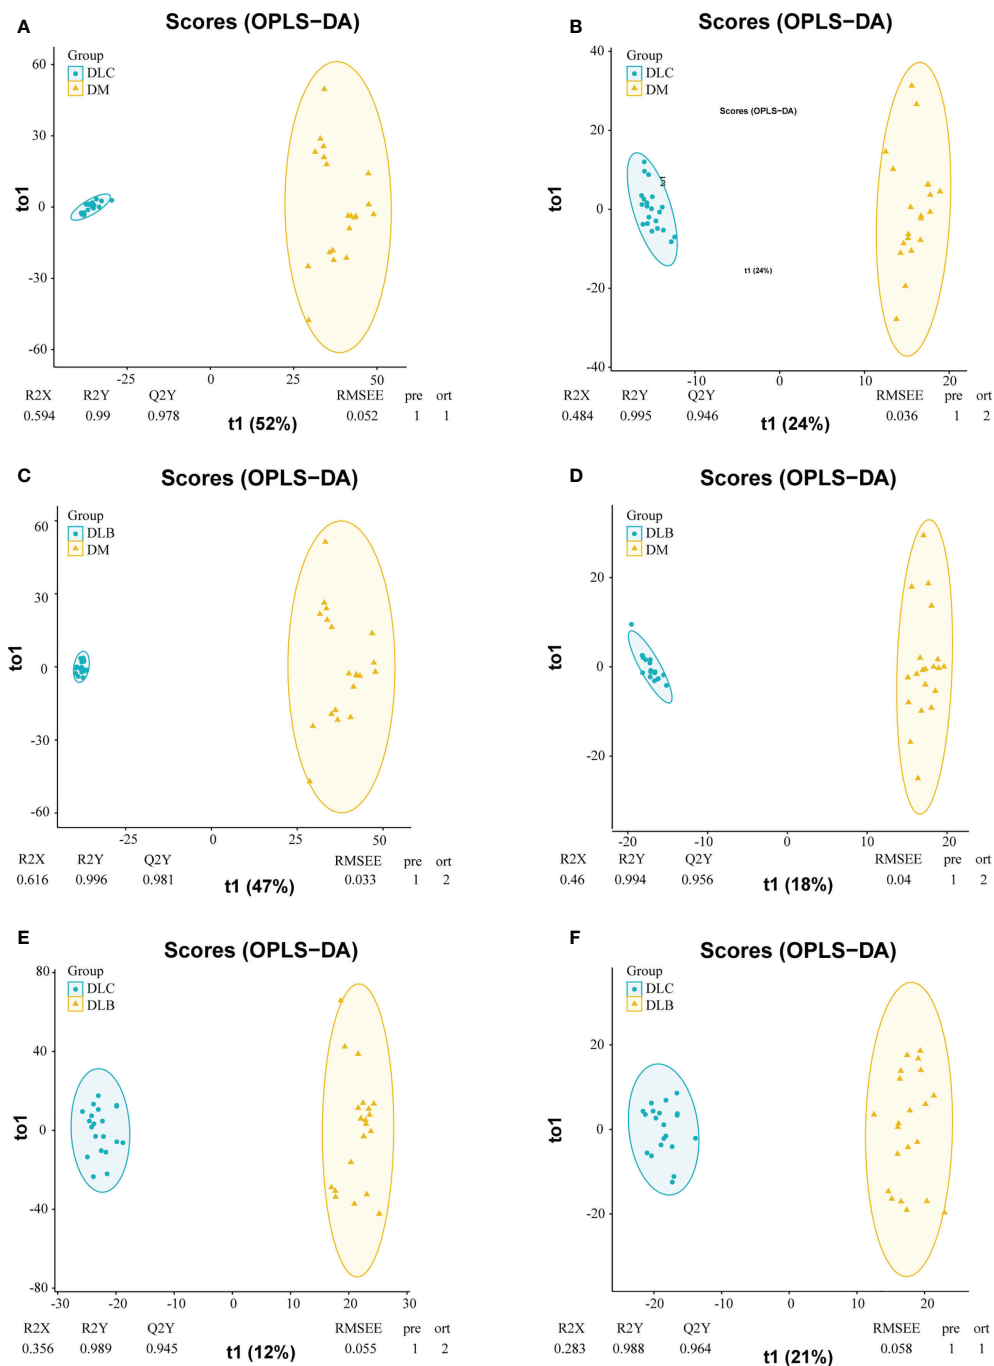 A
Scores (OPLS−DA)
Group
DLC
DM
to1
60
30
0
-30
-60
-25
0
25
50
R2X R2Y Q2Y RMSEE pre ort
0.594 0.99 0.978 0.052 1 1
t1 (52%)
B
Scores (OPLS−DA)
Group
DLC
DM
Scores (OPLS−DA)
to1
40
20
0
-20
-40
t1 (24%)
-10
0
10
20
R2X R2Y Q2Y RMSEE pre ort
0.484 0.995 0.946 0.036 1 2
t1 (24%)
C
Scores (OPLS−DA)
Group
DLB
DM
to1
60
30
0
-30
-60
-25
0
25
50
R2X R2Y Q2Y RMSEE pre ort
0.616 0.996 0.981 0.033 1 2
t1 (47%)
D
Scores (OPLS−DA)
Group
DLB
DM
to1
20
0
-20
-20
-10
0
10
20
R2X R2Y Q2Y RMSEE pre ort
0.46 0.994 0.956 0.04 1 2
t1 (18%)
E
Scores (OPLS−DA)
Group
DLC
DLB
to1
80
40
0
-40
-80
-30
-20
-10
0
10
20
30
R2X R2Y Q2Y RMSEE pre ort
0.356 0.989 0.945 0.055 1 2
t1 (12%)
F
Scores (OPLS−DA)
Group
DLC
DLB
to1
20
0
-20
-20
-10
0
10
20
R2X R2Y Q2Y RMSEE pre ort
0.283 0.988 0.964 0.058 1 1
t1 (21%)